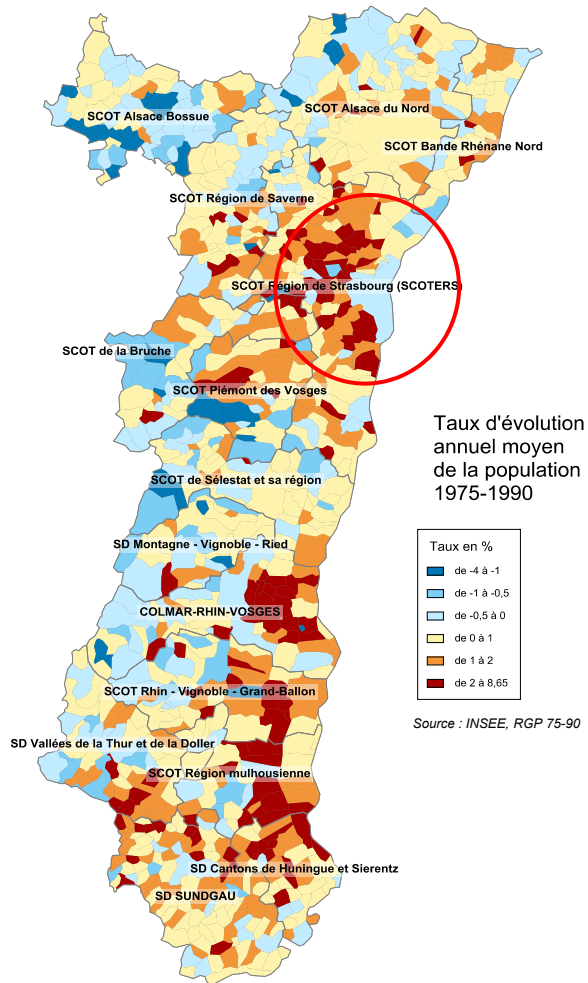 SCOT Alsace Bossue
SCOT Alsace du Nord
SCOT Bande Rhénane Nord
SCOT Région de Saverne
SCOT Région de Strasbourg (SCOTERS)
SCOT de la Bruche
SCOT Piémont des Vosges
SCOT de Sélestat et sa région
SD Montagne - Vignoble - Ried
COLMAR-RHIN-VOSGES
SCOT Rhin - Vignoble - Grand-Ballon
SD Vallées de la Thur et de la Doller
SCOT Région mulhousienne
SD Cantons de Huningue et Sierentz
SD SUNDGAU
Taux d'évolution
annuel moyen
de la population
1975-1990
Taux en %
de -4 à -1
de -1 à -0,5
de -0,5 à 0
de 0 à 1
de 1 à 2
de 2 à 8,65
Source : INSEE, RGP 75-90